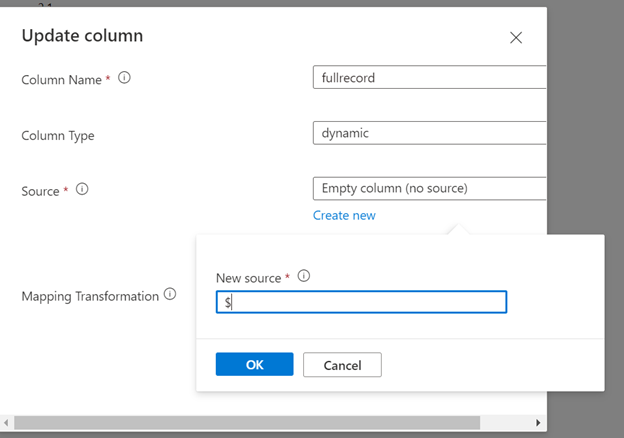 Update column
Column Name * fullrecord
Column Type dynamic
Source * Empty column (no source)
Create new
New source *
Mapping Transformation
$
OK Cancel